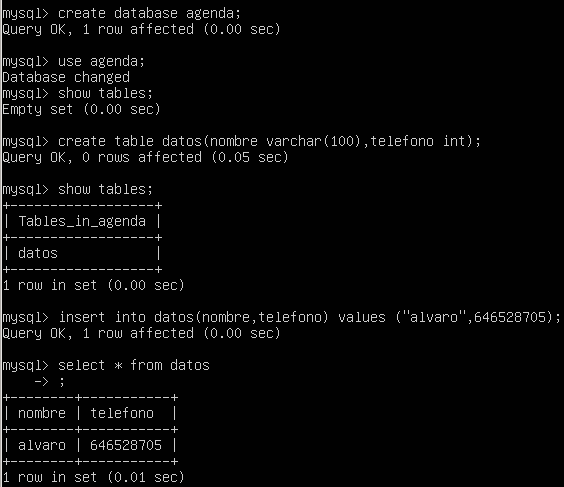 mysql> create database agenda;
Query OK, 1 row affected (0.00 sec)
mysql> use agenda;
Database changed
mysql> show tables;
Empty set (0.00 sec)
mysql> create table datos(nombre varchar(100),telefono int);
Query OK, 0 rows affected (0.05 sec)
mysql> show tables;
+------------------+
| Tables_in_agenda |
+------------------+
| datos            |
+------------------+
1 row in set (0.00 sec)
mysql> insert into datos(nombre,telefono) values ("alvaro",646528705);
Query OK, 1 row affected (0.00 sec)
mysql> select * from datos
    -> ;
+--------+-----------+
| nombre | telefono  |
+--------+-----------+
| alvaro | 646528705 |
+--------+-----------+
1 row in set (0.01 sec)